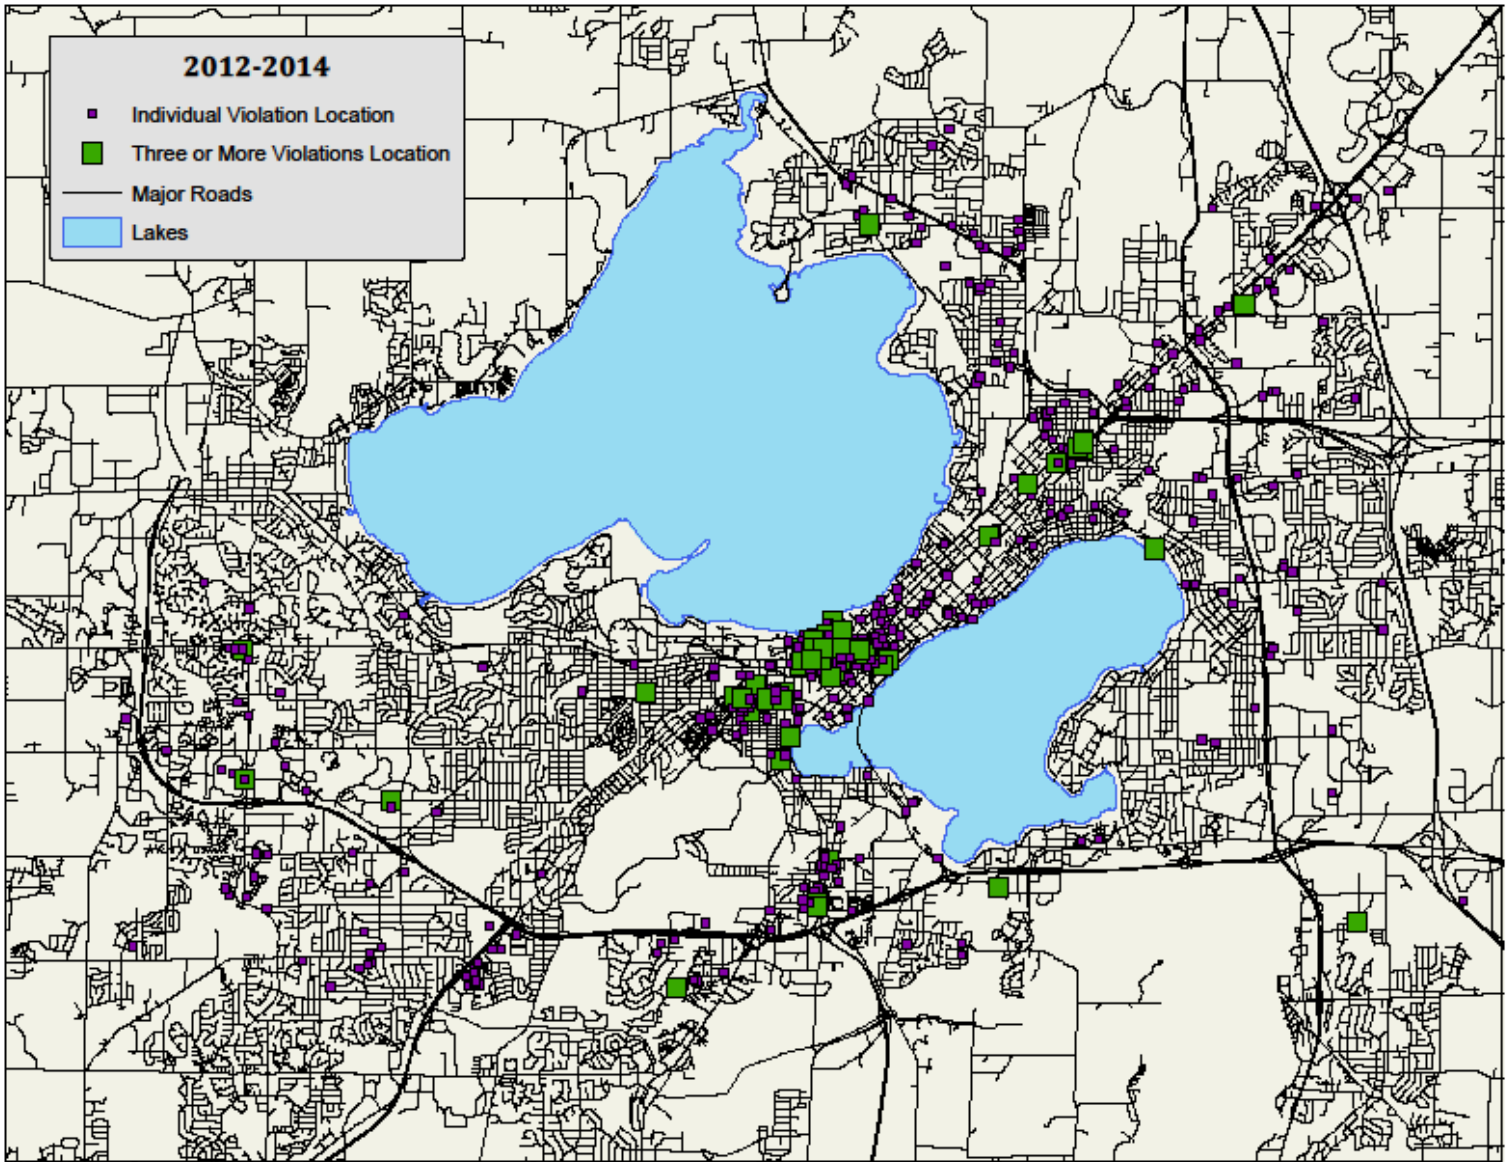 2012-2014
Individual Violation Location
Three or More Violations Location
Major Roads
Lakes